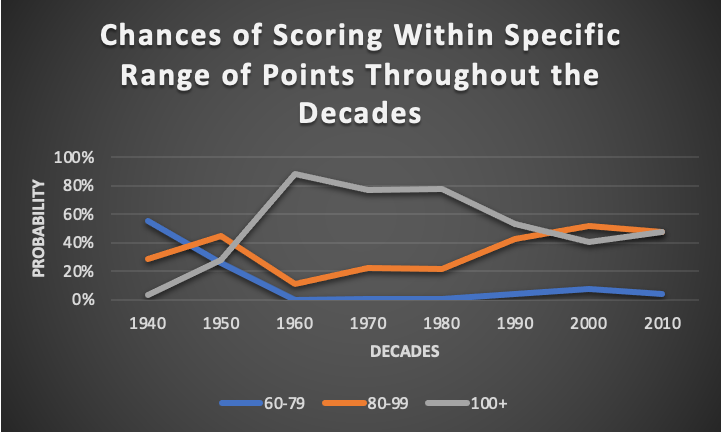 Chances of Scoring Within Specific
Range of Points Throughout the
Decades
100%
80%
60%
40%
20%
0%
PROBABILITY
1940 1950 1960 1970 1980 1990 2000 2010
DECADES
60-79 80-99 100+